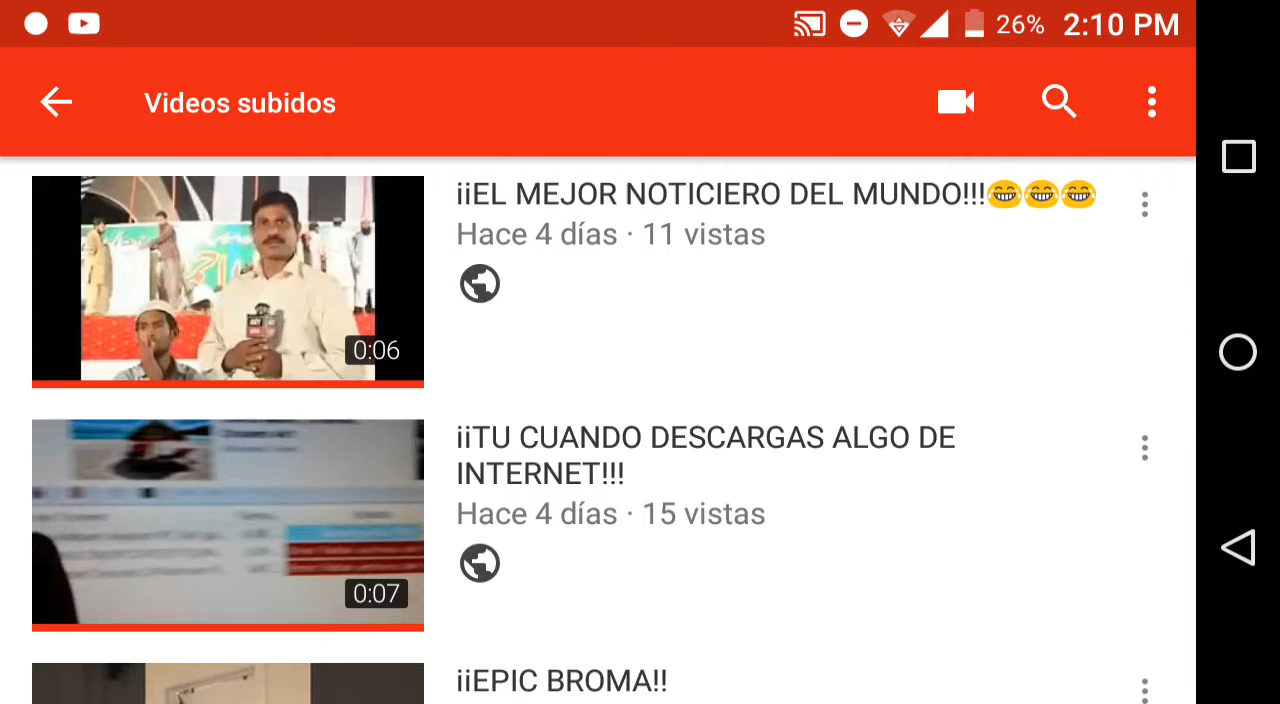 26% 2:10 PM
Videos subidos
¡¡EL MEJOR NOTICIERO DEL MUNDO!!!😂😂😂
Hace 4 días · 11 vistas
0:06
¡¡TU CUANDO DESCARGAS ALGO DE
INTERNET!!!
Hace 4 días · 15 vistas
0:07
¡¡EPIC BROMA!!